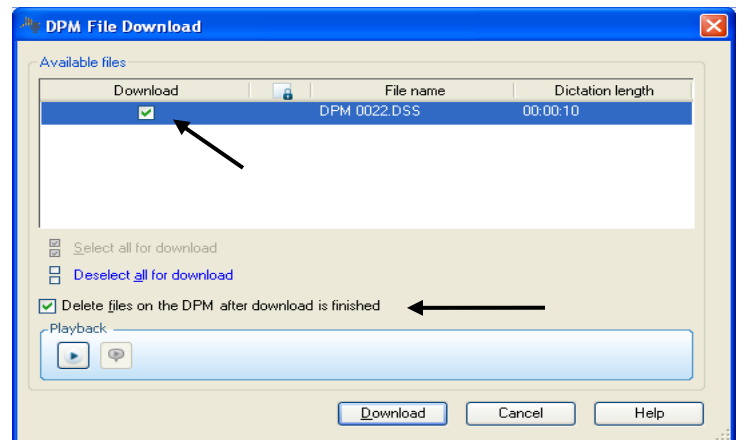 DPM File Download
Available files
Download File name Dictation length
DPM 0022.DSS 00:00:10
Select all for download
Deselect all for download
Delete files on the DPM after download is finished
Playback
Download Cancel Help